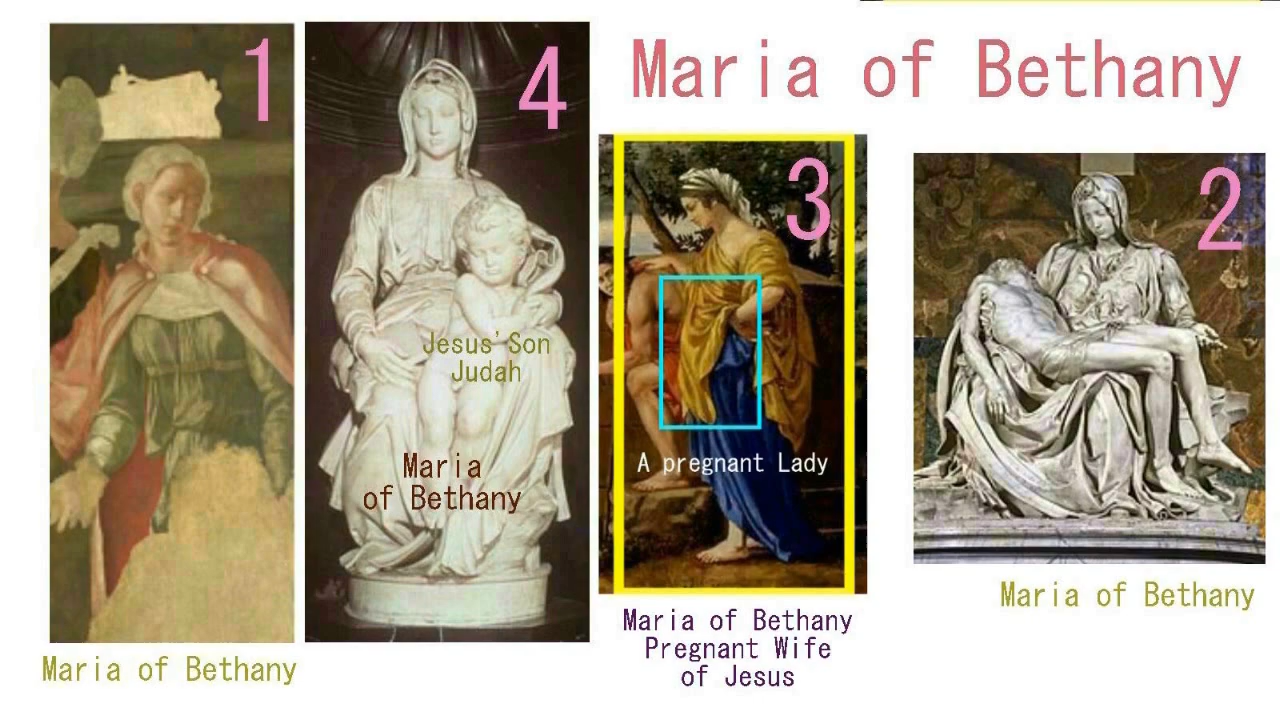 Maria of Bethany
1
Maria of Bethany
4
Jesus' Son
Judah
Maria
of Bethany
3
A pregnant Lady
Maria of Bethany
Pregnant Wife
of Jesus
2
Maria of Bethany